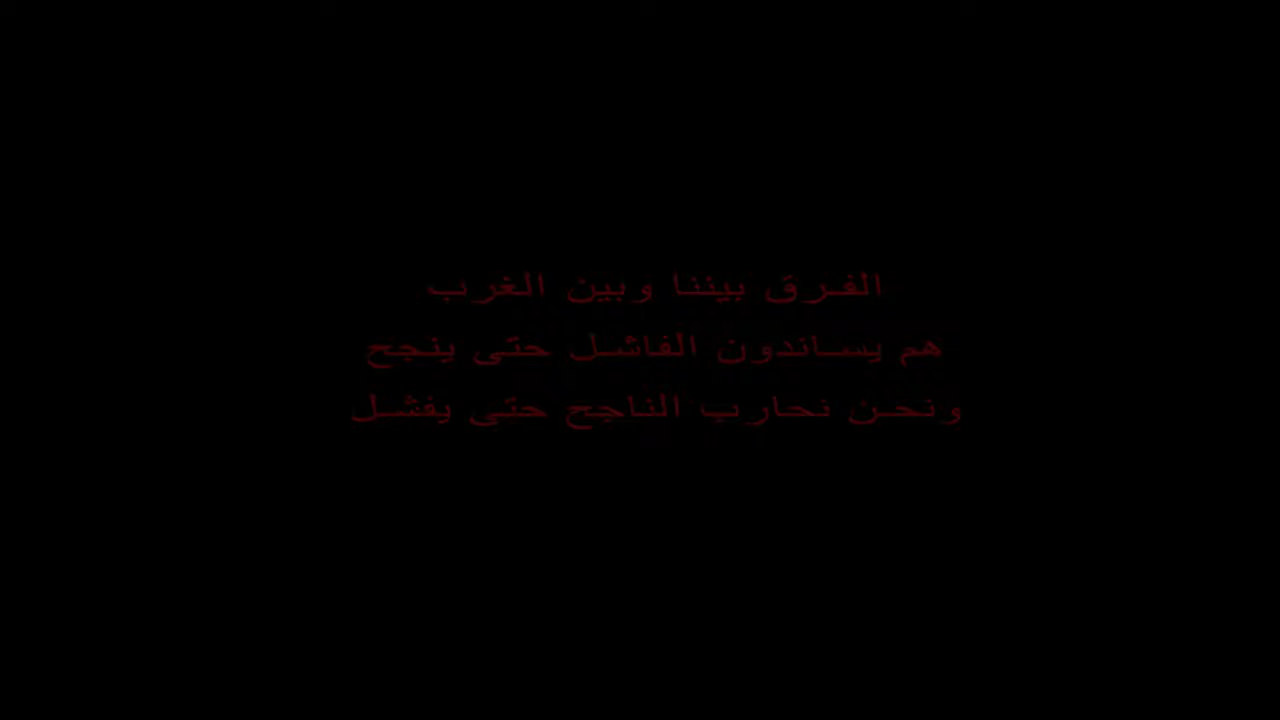 الفرق بيننا وبين الغرب
هم يساندون الفاشل حتى ينجح
ونحن نحارب الناجح حتى يفشل